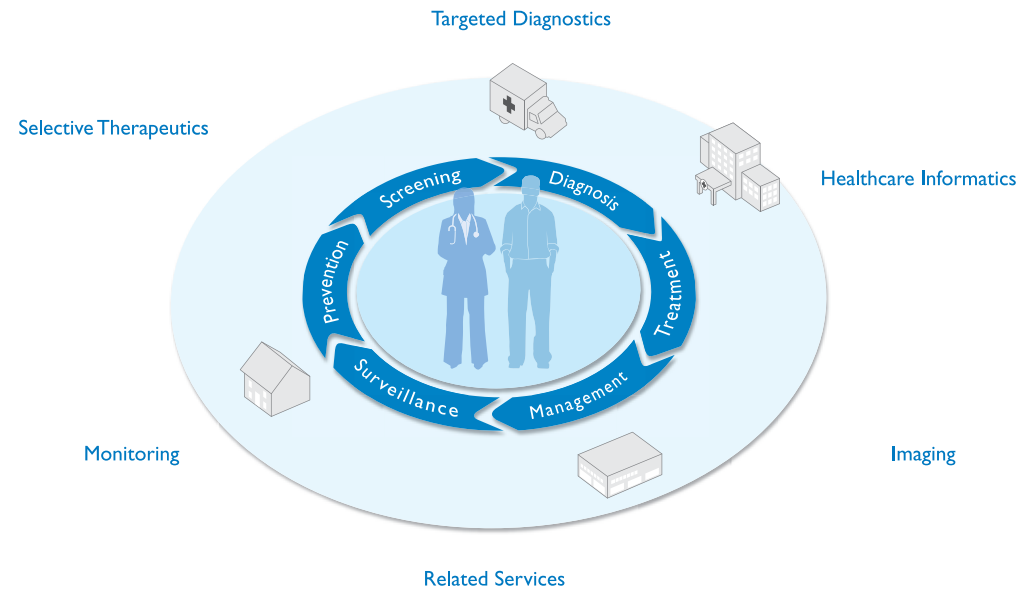 Targeted Diagnostics
Selective Therapeutics
Healthcare Informatics
Screening
Diagnosis
Prevention
Treatment
Surveillance
Management
Monitoring
Imaging
Related Services